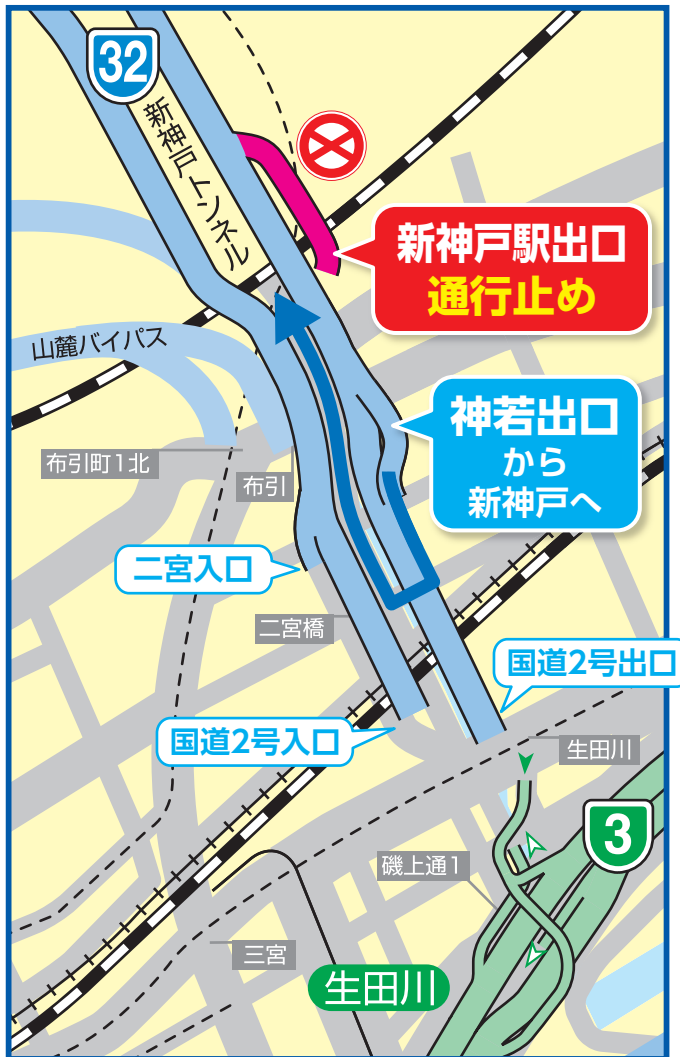 32
新神戸トンネル
新神戸駅出口
通行止め
山麓バイパス
神若出口
から
新神戸へ
布引町1北
布引
二宮入口
二宮橋
国道2号出口
国道2号入口
生田川
3
磯上通1
三宮
生田川